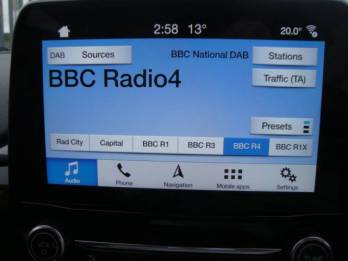 2:58 13° 20.0°
DAB Sources BBC National DAB Stations
BBC Radio4
Traffic (TA)
Presets
Rad City Capital BBC R1 BBC R3 BBC R4 BBC R1X
Audio Phone Navigation Mobile apps Settings